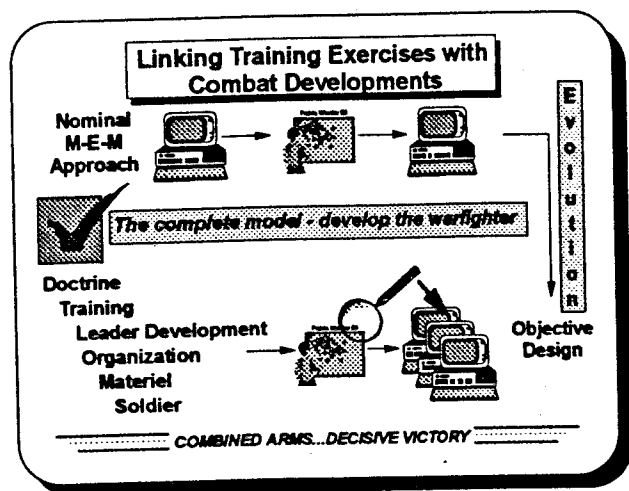 Linking Training Exercises with
Combat Developments
Nominal
M-E-M
Approach
Evolution
The complete model - develop the warfighter
Doctrine
Training
Leader Development
Organization
Materiel
Soldier
Objective
Design
COMBINED ARMS...DECISIVE VICTORY